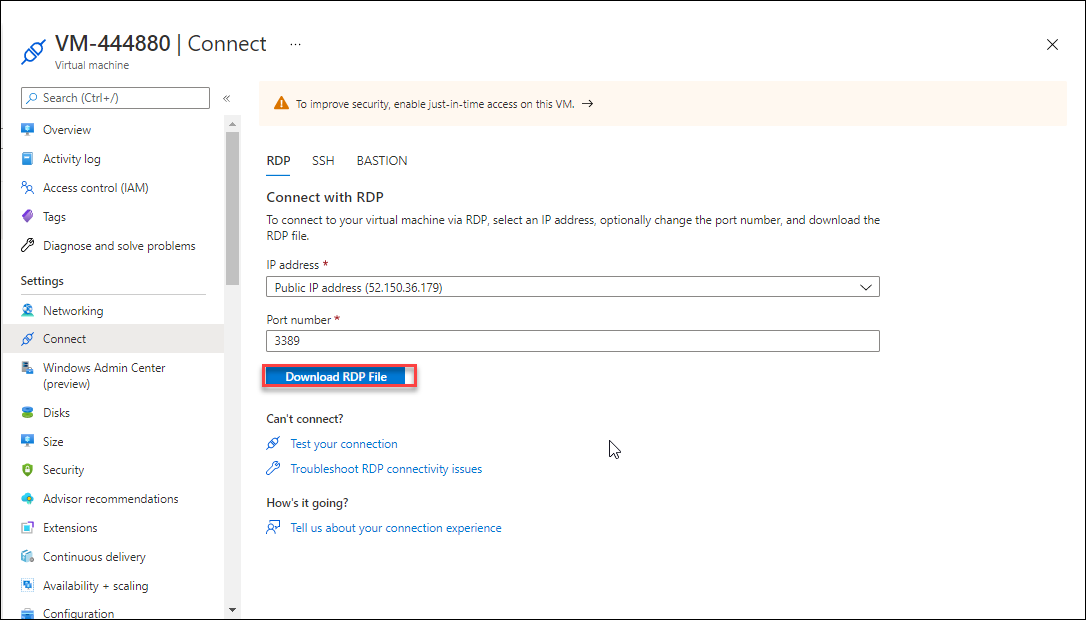 VM-444880 | Connect ...
Virtual machine
Search (Ctrl+/)
«
Overview
Activity log
Access control (IAM)
Tags
Diagnose and solve problems
Settings
Networking
Connect
Windows Admin Center
(preview)
Disks
Size
Security
Advisor recommendations
Extensions
Continuous delivery
Availability + scaling
Configuration
To improve security, enable just-in-time access on this VM. →
RDP SSH BASTION
Connect with RDP
To connect to your virtual machine via RDP, select an IP address, optionally change the port number, and download the
RDP file.
IP address *
Public IP address (52.150.36.179)
Port number *
3389
Download RDP File
Can't connect?
Test your connection
Troubleshoot RDP connectivity issues
How's it going?
Tell us about your connection experience